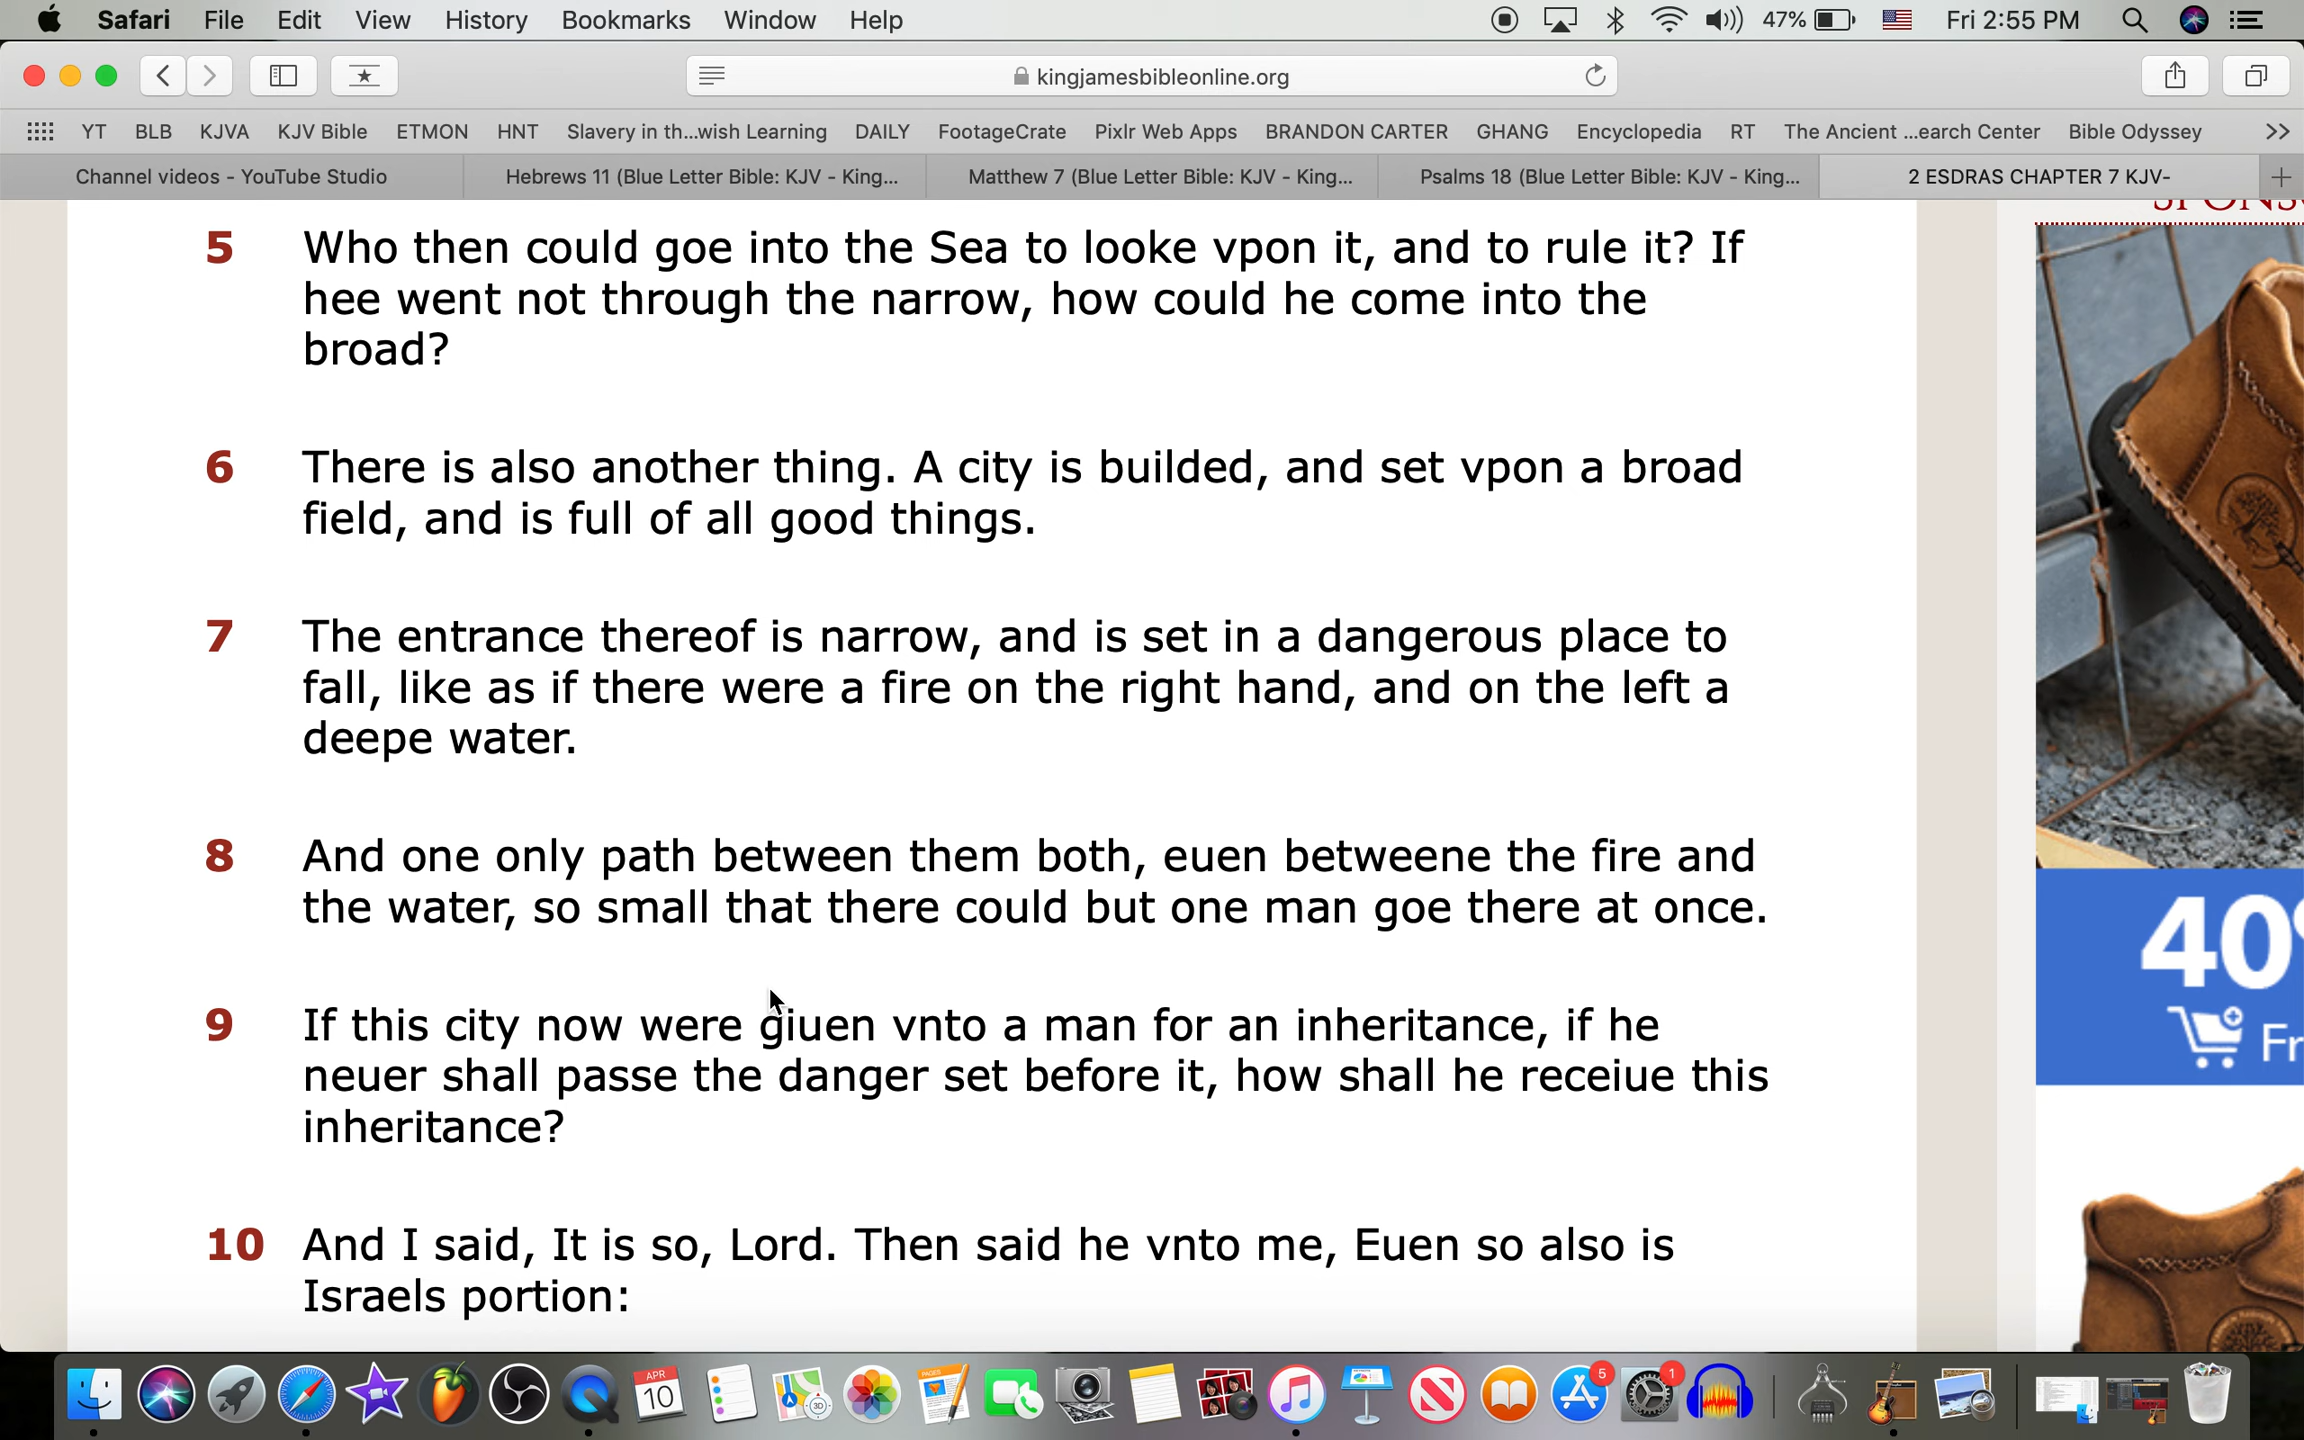 Safari File Edit View History Bookmarks Window Help 47% Fri 2:55 PM
kingjamesbibleonline.org
YT BLB KJVA KJV Bible ETMON HNT Slavery in th...wish Learning DAILY FootageCrate Pixlr Web Apps BRANDON CARTER GHANG Encyclopedia RT The Ancient ...earch Center Bible Odyssey
Channel videos - YouTube Studio Hebrews 11 (Blue Letter Bible: KJV - King... Matthew 7 (Blue Letter Bible: KJV - King... Psalms 18 (Blue Letter Bible: KJV - King... 2 ESDRAS CHAPTER 7 KJV-
5 Who then could goe into the Sea to looke vpon it, and to rule it? If
hee went not through the narrow, how could he come into the
broad?
6 There is also another thing. A city is builded, and set vpon a broad
field, and is full of all good things.
7 The entrance thereof is narrow, and is set in a dangerous place to
fall, like as if there were a fire on the right hand, and on the left a
deepe water.
8 And one only path between them both, euen betweene the fire and
the water, so small that there could but one man goe there at once.
9 If this city now were giuen vnto a man for an inheritance, if he
neuer shall passe the danger set before it, how shall he receiue this
inheritance?
10 And I said, It is so, Lord. Then said he vnto me, Euen so also is
Israels portion:
40
Fr
APR
10
PAGES
3D
5
1